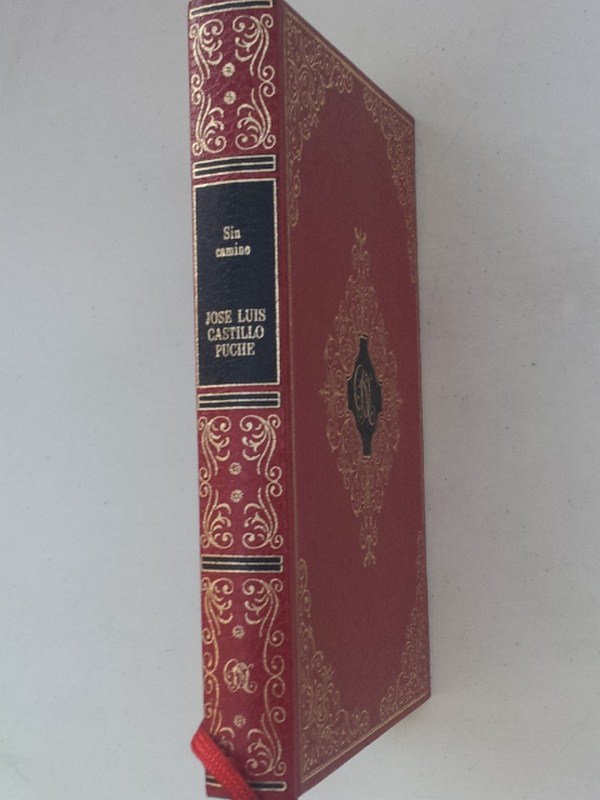 Sin
camino
JOSE LUIS
CASTILLO
PUCHE